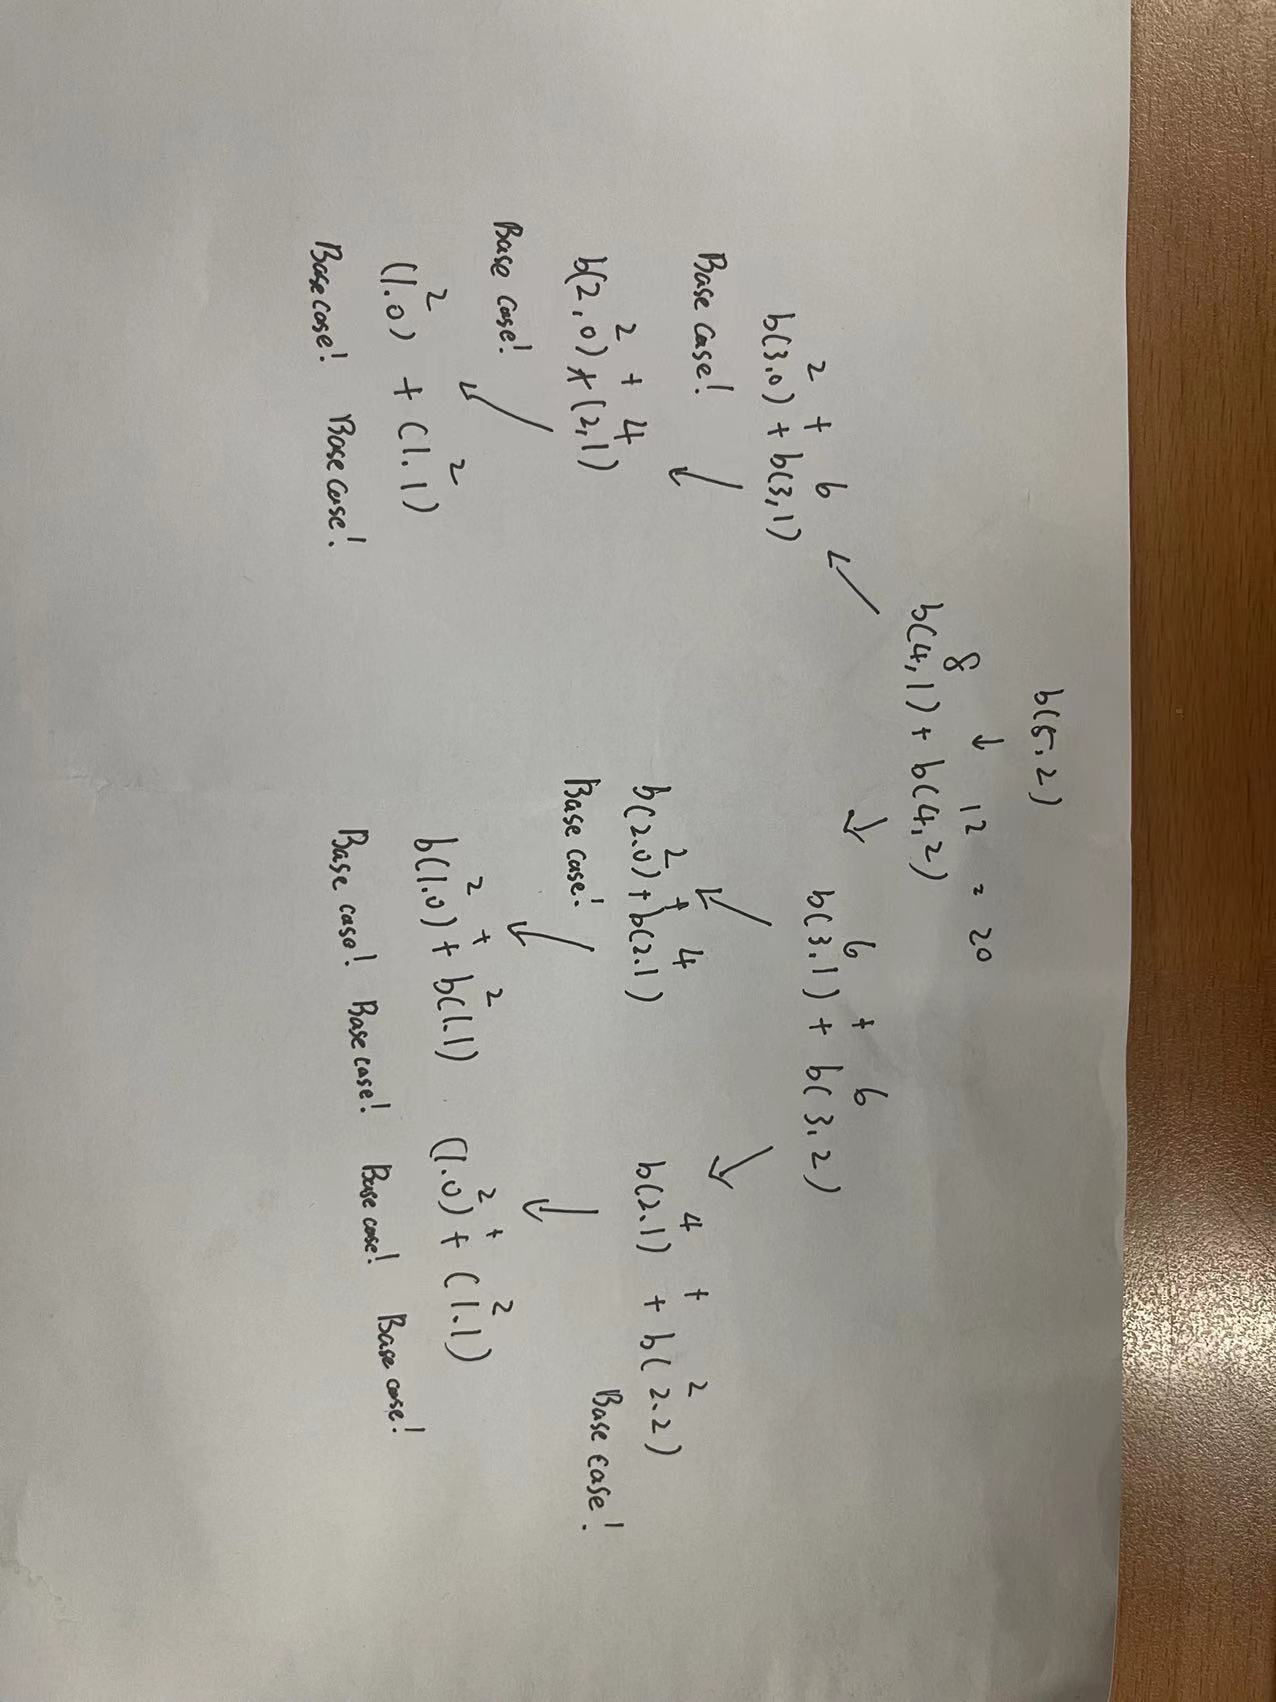 b(5.2)
↓
8 12 = 20
b(4,1) + b(4,2)
↙ ↘
2 + 6
b(3.0) + b(3,1)
6 + 6
b(3.1) + b(3.2)
Base case! ↙
↙ ↘
2 + 4
b(2,0) + (2,1)
2 + 4
b(2.0) + b(2.1)
4 + 2
b(2.1) + b(2.2)
Base case! ↙
Base case! ↙
↙ Base case!
2 2
(1.0) + (1.1)
2 + 2
b(1.0) + b(1.1)
2 + 2
(1.0) + (1.1)
Base case! Base case!
Base case! Base case!
Base case! Base case!